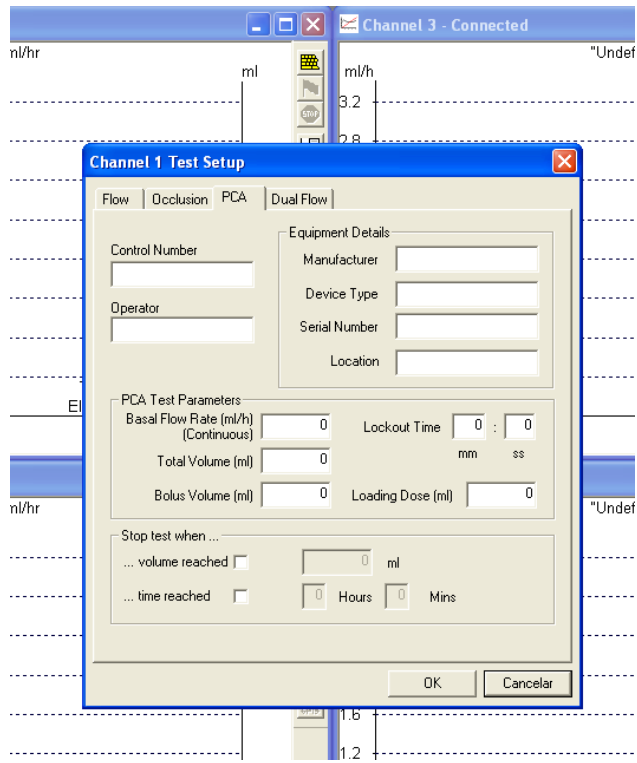 Channel 3 - Connected
ml/hr
ml
STOP
ml/h
"Undef
3.2
2.8
Channel 1 Test Setup
Flow
Occlusion
PCA
Dual Flow
Control Number
Operator
Equipment Details
Manufacturer
Device Type
Serial Number
Location
El
PCA Test Parameters
Basal Flow Rate (ml/h)
(Continuous)
0
Lockout Time
0 : 0
mm ss
Total Volume (ml)
0
Bolus Volume (ml)
0
Loading Dose (ml)
0
ml/hr
"Undef
Stop test when ...
... volume reached
0 ml
... time reached
0 Hours 0 Mins
OK
Cancelar
1.6
1.2